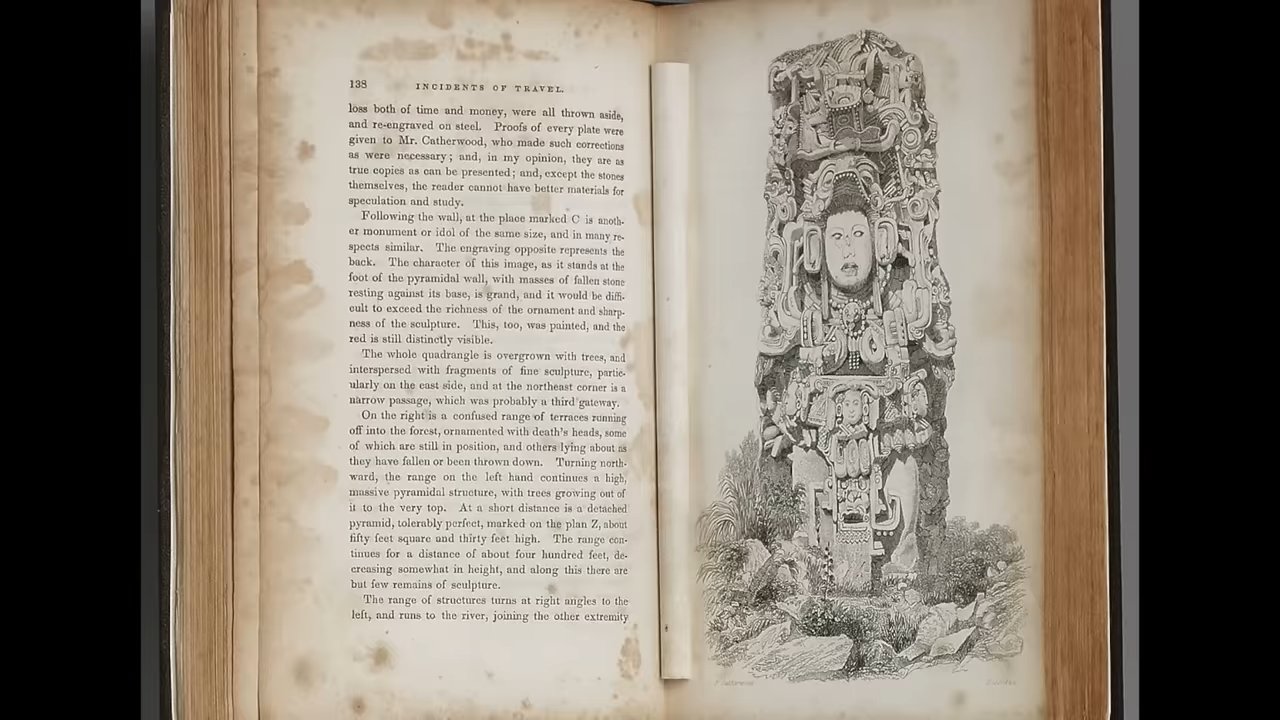 138 INCIDENTS OF TRAVEL.
loss both of time and money, were all thrown aside,
and re-engraved on steel. Proofs of every plate were
given to Mr. Catherwood, who made such corrections
as were necessary; and, in my opinion, they are as
true copies as can be presented; and, except the stones
themselves, the reader cannot have better materials for
speculation and study.
Following the wall, at the place marked C is anoth-
er monument or idol of the same size, and in many re-
spects similar. The engraving opposite represents the
back. The character of this image, as it stands at the
foot of the pyramidal wall, with masses of fallen stone
resting against its base, is grand, and it would be diffi-
cult to exceed the richness of the ornament and sharp-
ness of the sculpture. This, too, was painted, and the
red is still distinctly visible.
The whole quadrangle is overgrown with trees, and
interspersed with fragments of fine sculpture, partic-
ularly on the east side, and at the northeast corner is a
narrow passage, which was probably a third gateway.
On the right is a confused range of terraces running
off into the forest, ornamented with death's heads, some
of which are still in position, and others lying about as
they have fallen or been thrown down. Turning north-
ward, the range on the left hand continues a high,
massive pyramidal structure, with trees growing out of
it to the very top. At a short distance is a detached
pyramid, tolerably perfect, marked on the plan Z, about
fifty feet square and thirty feet high. The range con-
tinues for a distance of about four hundred feet, de-
creasing somewhat in height, and along this there are
but few remains of sculpture.
The range of structures turns at right angles to the
left, and runs to the river, joining the other extremity